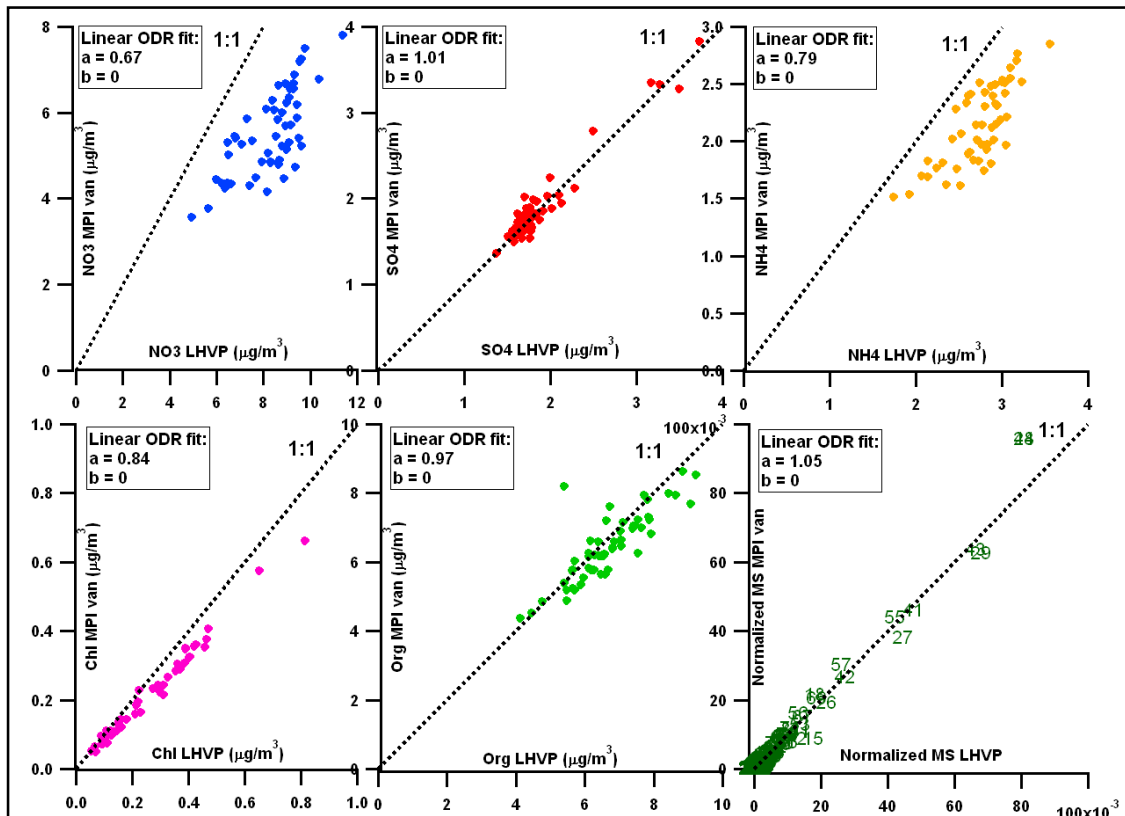 Linear ODR fit:
a = 0.67
b = 0
1:1
NO3 MPI van (µg/m³)
NO3 LHVP (µg/m³)
8
6
4
2
0
0 2 4 6 8 10 12 14
Linear ODR fit:
a = 1.01
b = 0
1:1
SO4 MPI van (µg/m³)
SO4 LHVP (µg/m³)
4
3
2
1
0
0 1 2 3 4
Linear ODR fit:
a = 0.79
b = 0
1:1
NH4 MPI van (µg/m³)
NH4 LHVP (µg/m³)
3.0
2.5
2.0
1.5
1.0
0.5
0.0
0 1 2 3 4
Linear ODR fit:
a = 0.84
b = 0
1:1
Chl MPI van (µg/m³)
Chl LHVP (µg/m³)
1.0
0.8
0.6
0.4
0.2
0.0
0.0 0.2 0.4 0.6 0.8 1.0
Linear ODR fit:
a = 0.97
b = 0
1:1
Org MPI van (µg/m³)
Org LHVP (µg/m³)
10
8
6
4
2
0
0 2 4 6 8 10
100x10⁻³
Linear ODR fit:
a = 1.05
b = 0
1:1
Normalized MS MPI van
Normalized MS LHVP
80
60
40
20
0
0 20 40 60 80
100x10⁻³
29
55
41
27
57
42
26
15